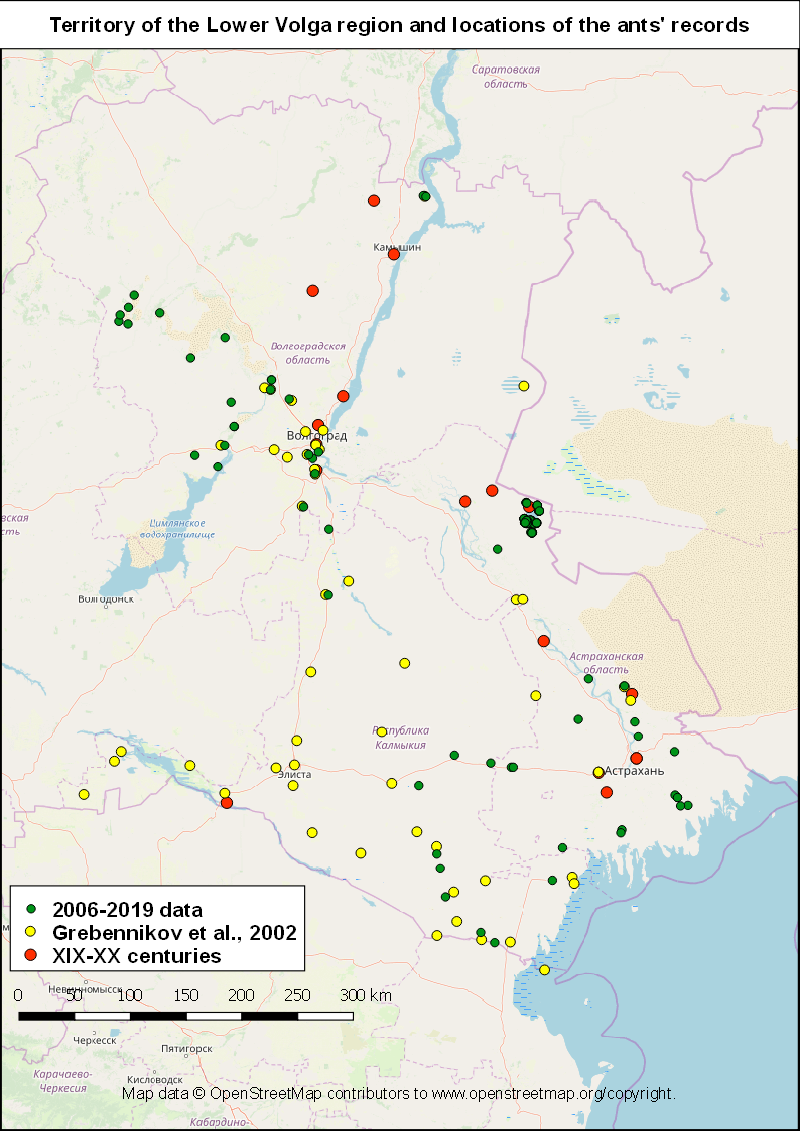 Territory of the Lower Volga region and locations of the ants' records
Саратовская
область
Камышин
Волгоградская
область
Волгоград
вская
сть
Цимлянское
водохранилище
Волгодонск
Астраханская
область
Республика
Калмыкия
Элиста
Астрахань
2006-2019 data
Grebennikov et al., 2002
XIX-XX centuries
Невинномысск
0 50 100 150 200 250 300 km
Черкесск
Пятигорск
Карачаево-
Черкесия
Кисловодск
Map data © OpenStreetMap contributors to www.openstreetmap.org/copyright.
Кабардино-